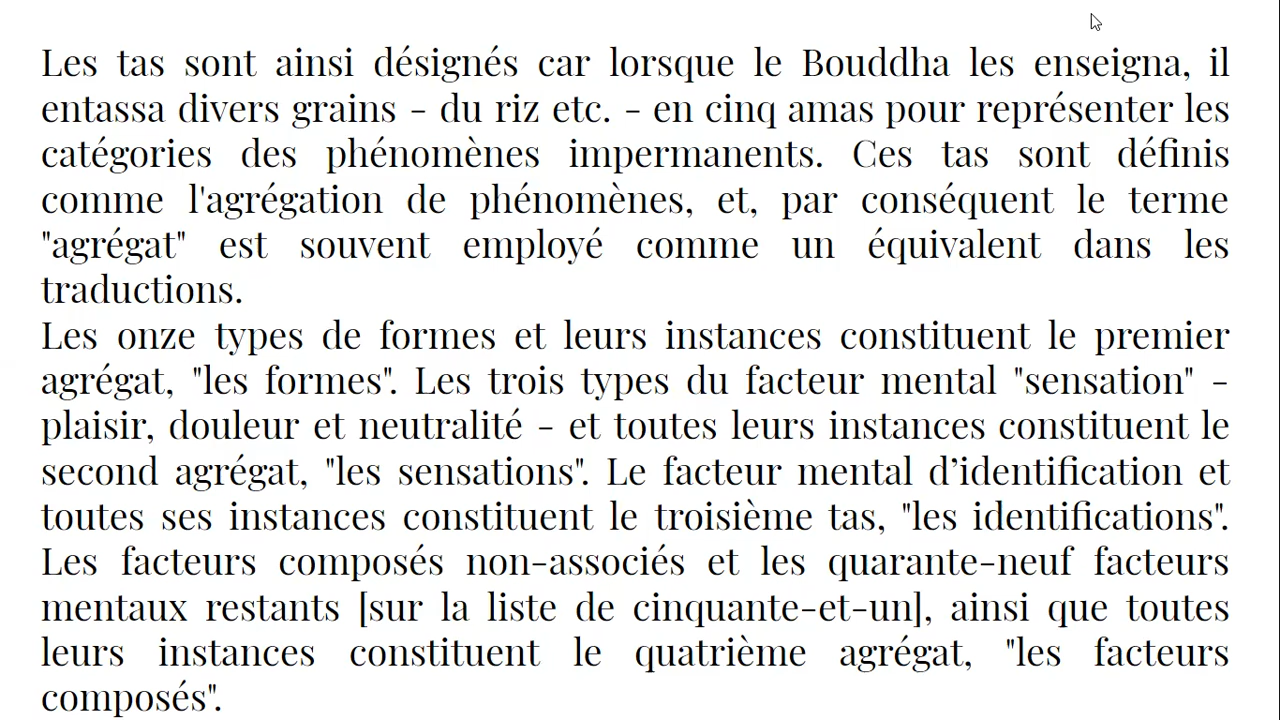 Les tas sont ainsi désignés car lorsque le Bouddha les enseigna, il
entassa divers grains - du riz etc. - en cinq amas pour représenter les
catégories des phénomènes impermanents. Ces tas sont définis
comme l'agrégation de phénomènes, et, par conséquent le terme
"agrégat" est souvent employé comme un équivalent dans les
traductions.
Les onze types de formes et leurs instances constituent le premier
agrégat, "les formes". Les trois types du facteur mental "sensation" -
plaisir, douleur et neutralité - et toutes leurs instances constituent le
second agrégat, "les sensations". Le facteur mental d’identification et
toutes ses instances constituent le troisième tas, "les identifications".
Les facteurs composés non-associés et les quarante-neuf facteurs
mentaux restants [sur la liste de cinquante-et-un], ainsi que toutes
leurs instances constituent le quatrième agrégat, "les facteurs
composés".